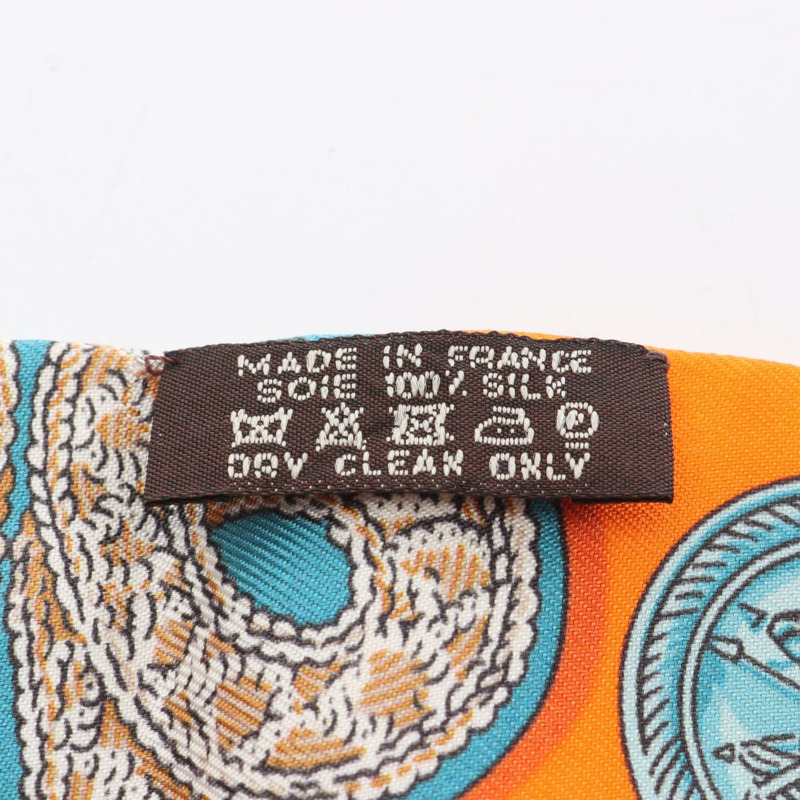 MADE IN FRANCE
SOIE 100% SILK
P
DRY CLEAN ONLY